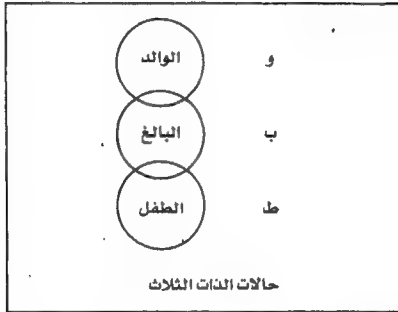 و الوالد
ب البالغ
ط الطفل
حالات الذات الثلاث